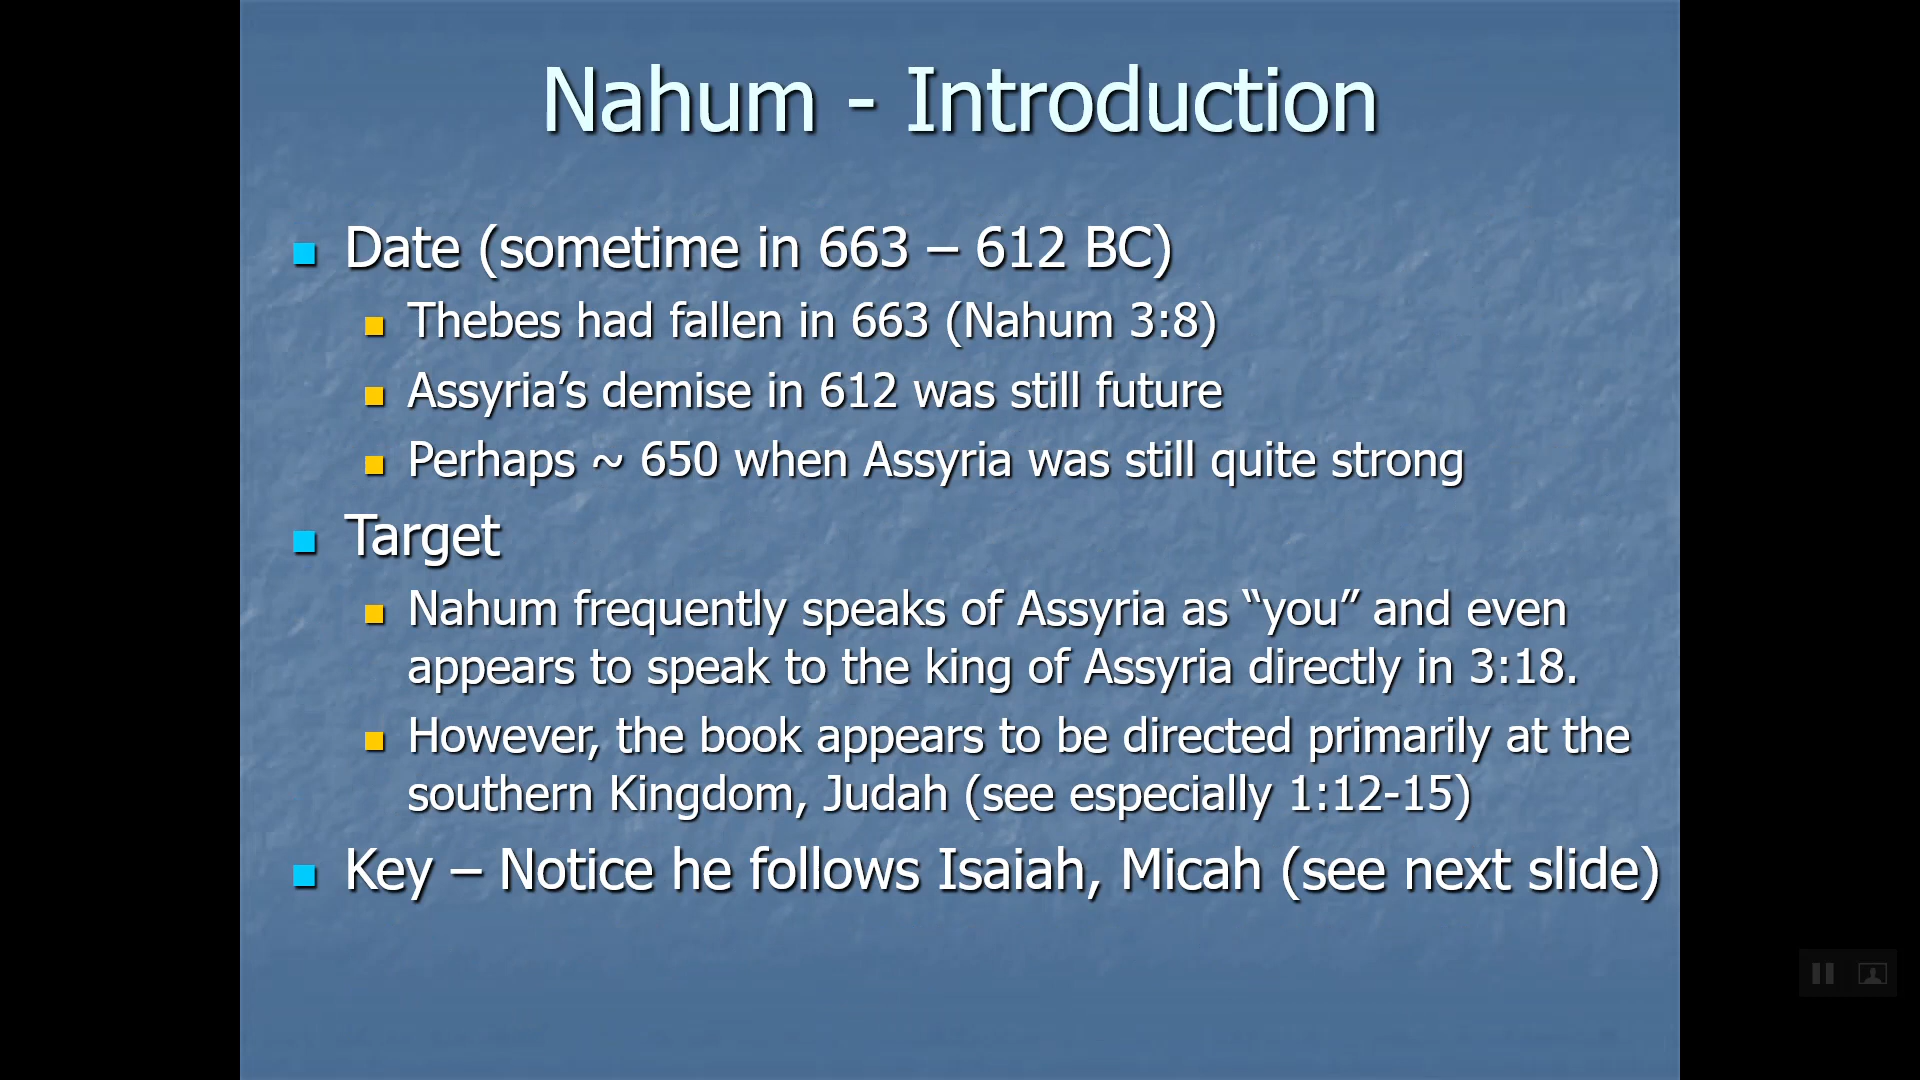 Nahum - Introduction
Date (sometime in 663 – 612 BC)
Thebes had fallen in 663 (Nahum 3:8)
Assyria’s demise in 612 was still future
Perhaps ~ 650 when Assyria was still quite strong
Target
Nahum frequently speaks of Assyria as “you” and even
appears to speak to the king of Assyria directly in 3:18.
However, the book appears to be directed primarily at the
southern Kingdom, Judah (see especially 1:12-15)
Key – Notice he follows Isaiah, Micah (see next slide)